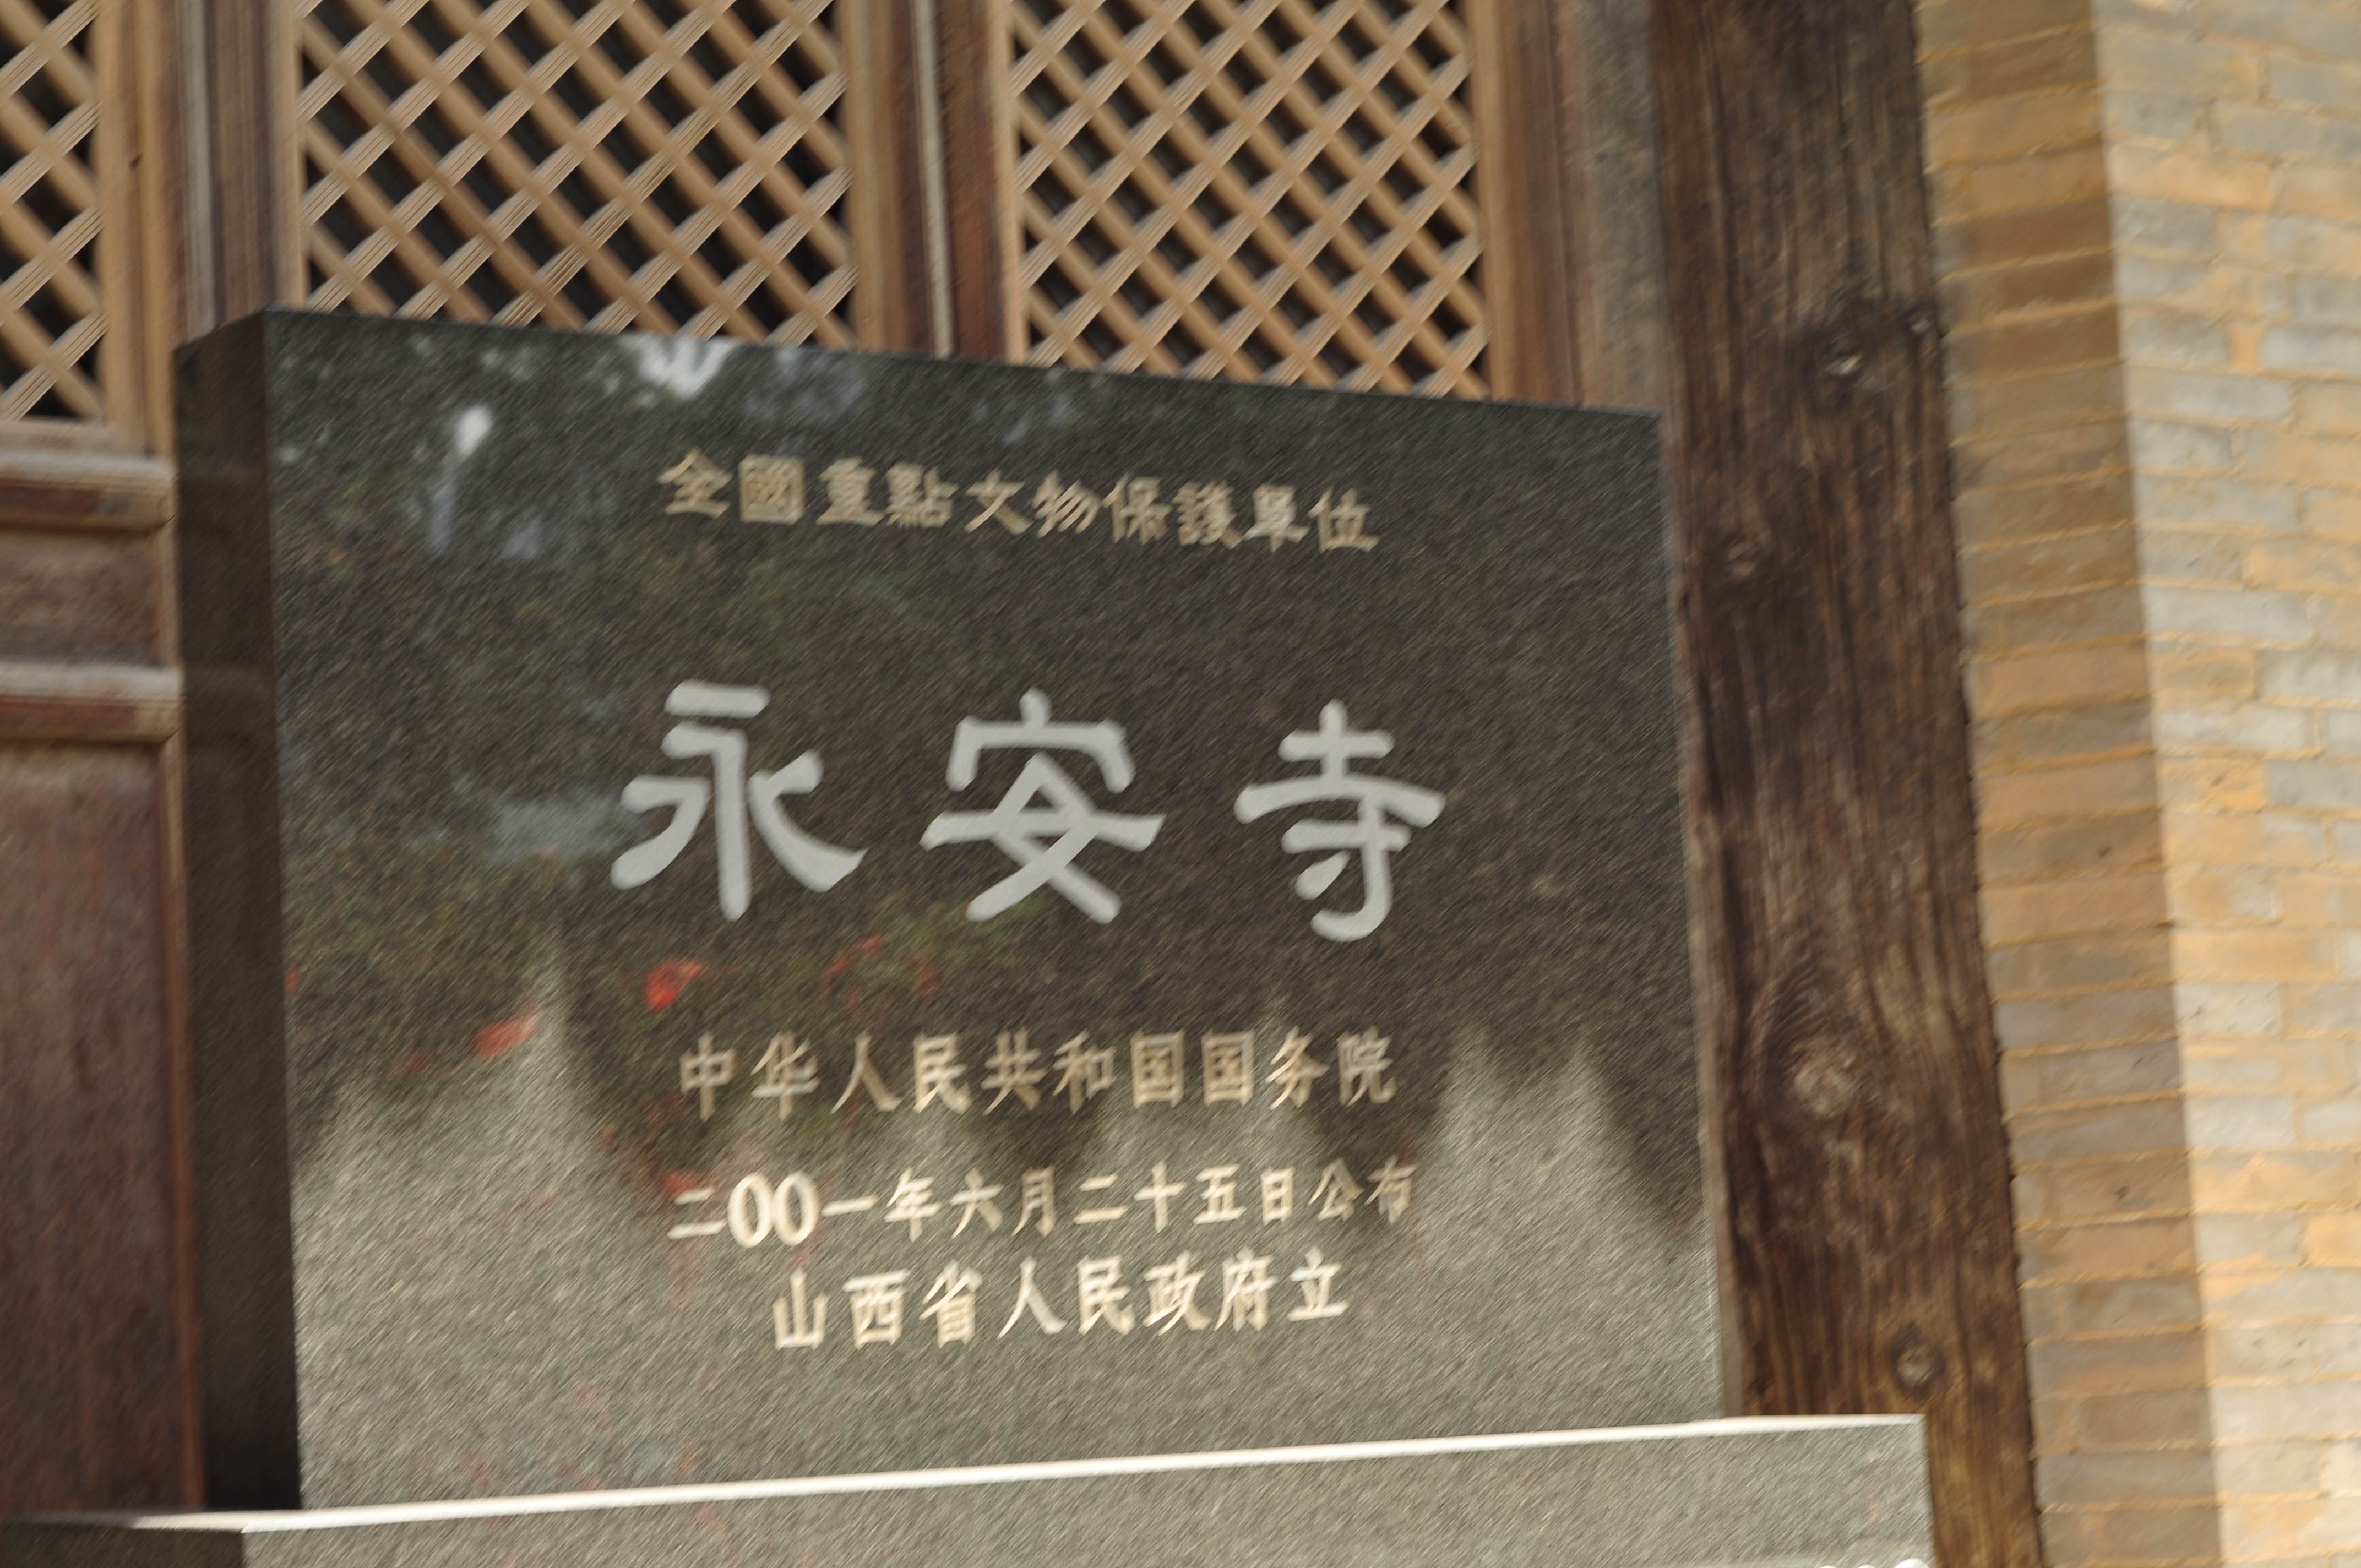 全國重點文物保護單位
永安寺
中华人民共和国国务院
二00一年六月二十五日公布
山西省人民政府立